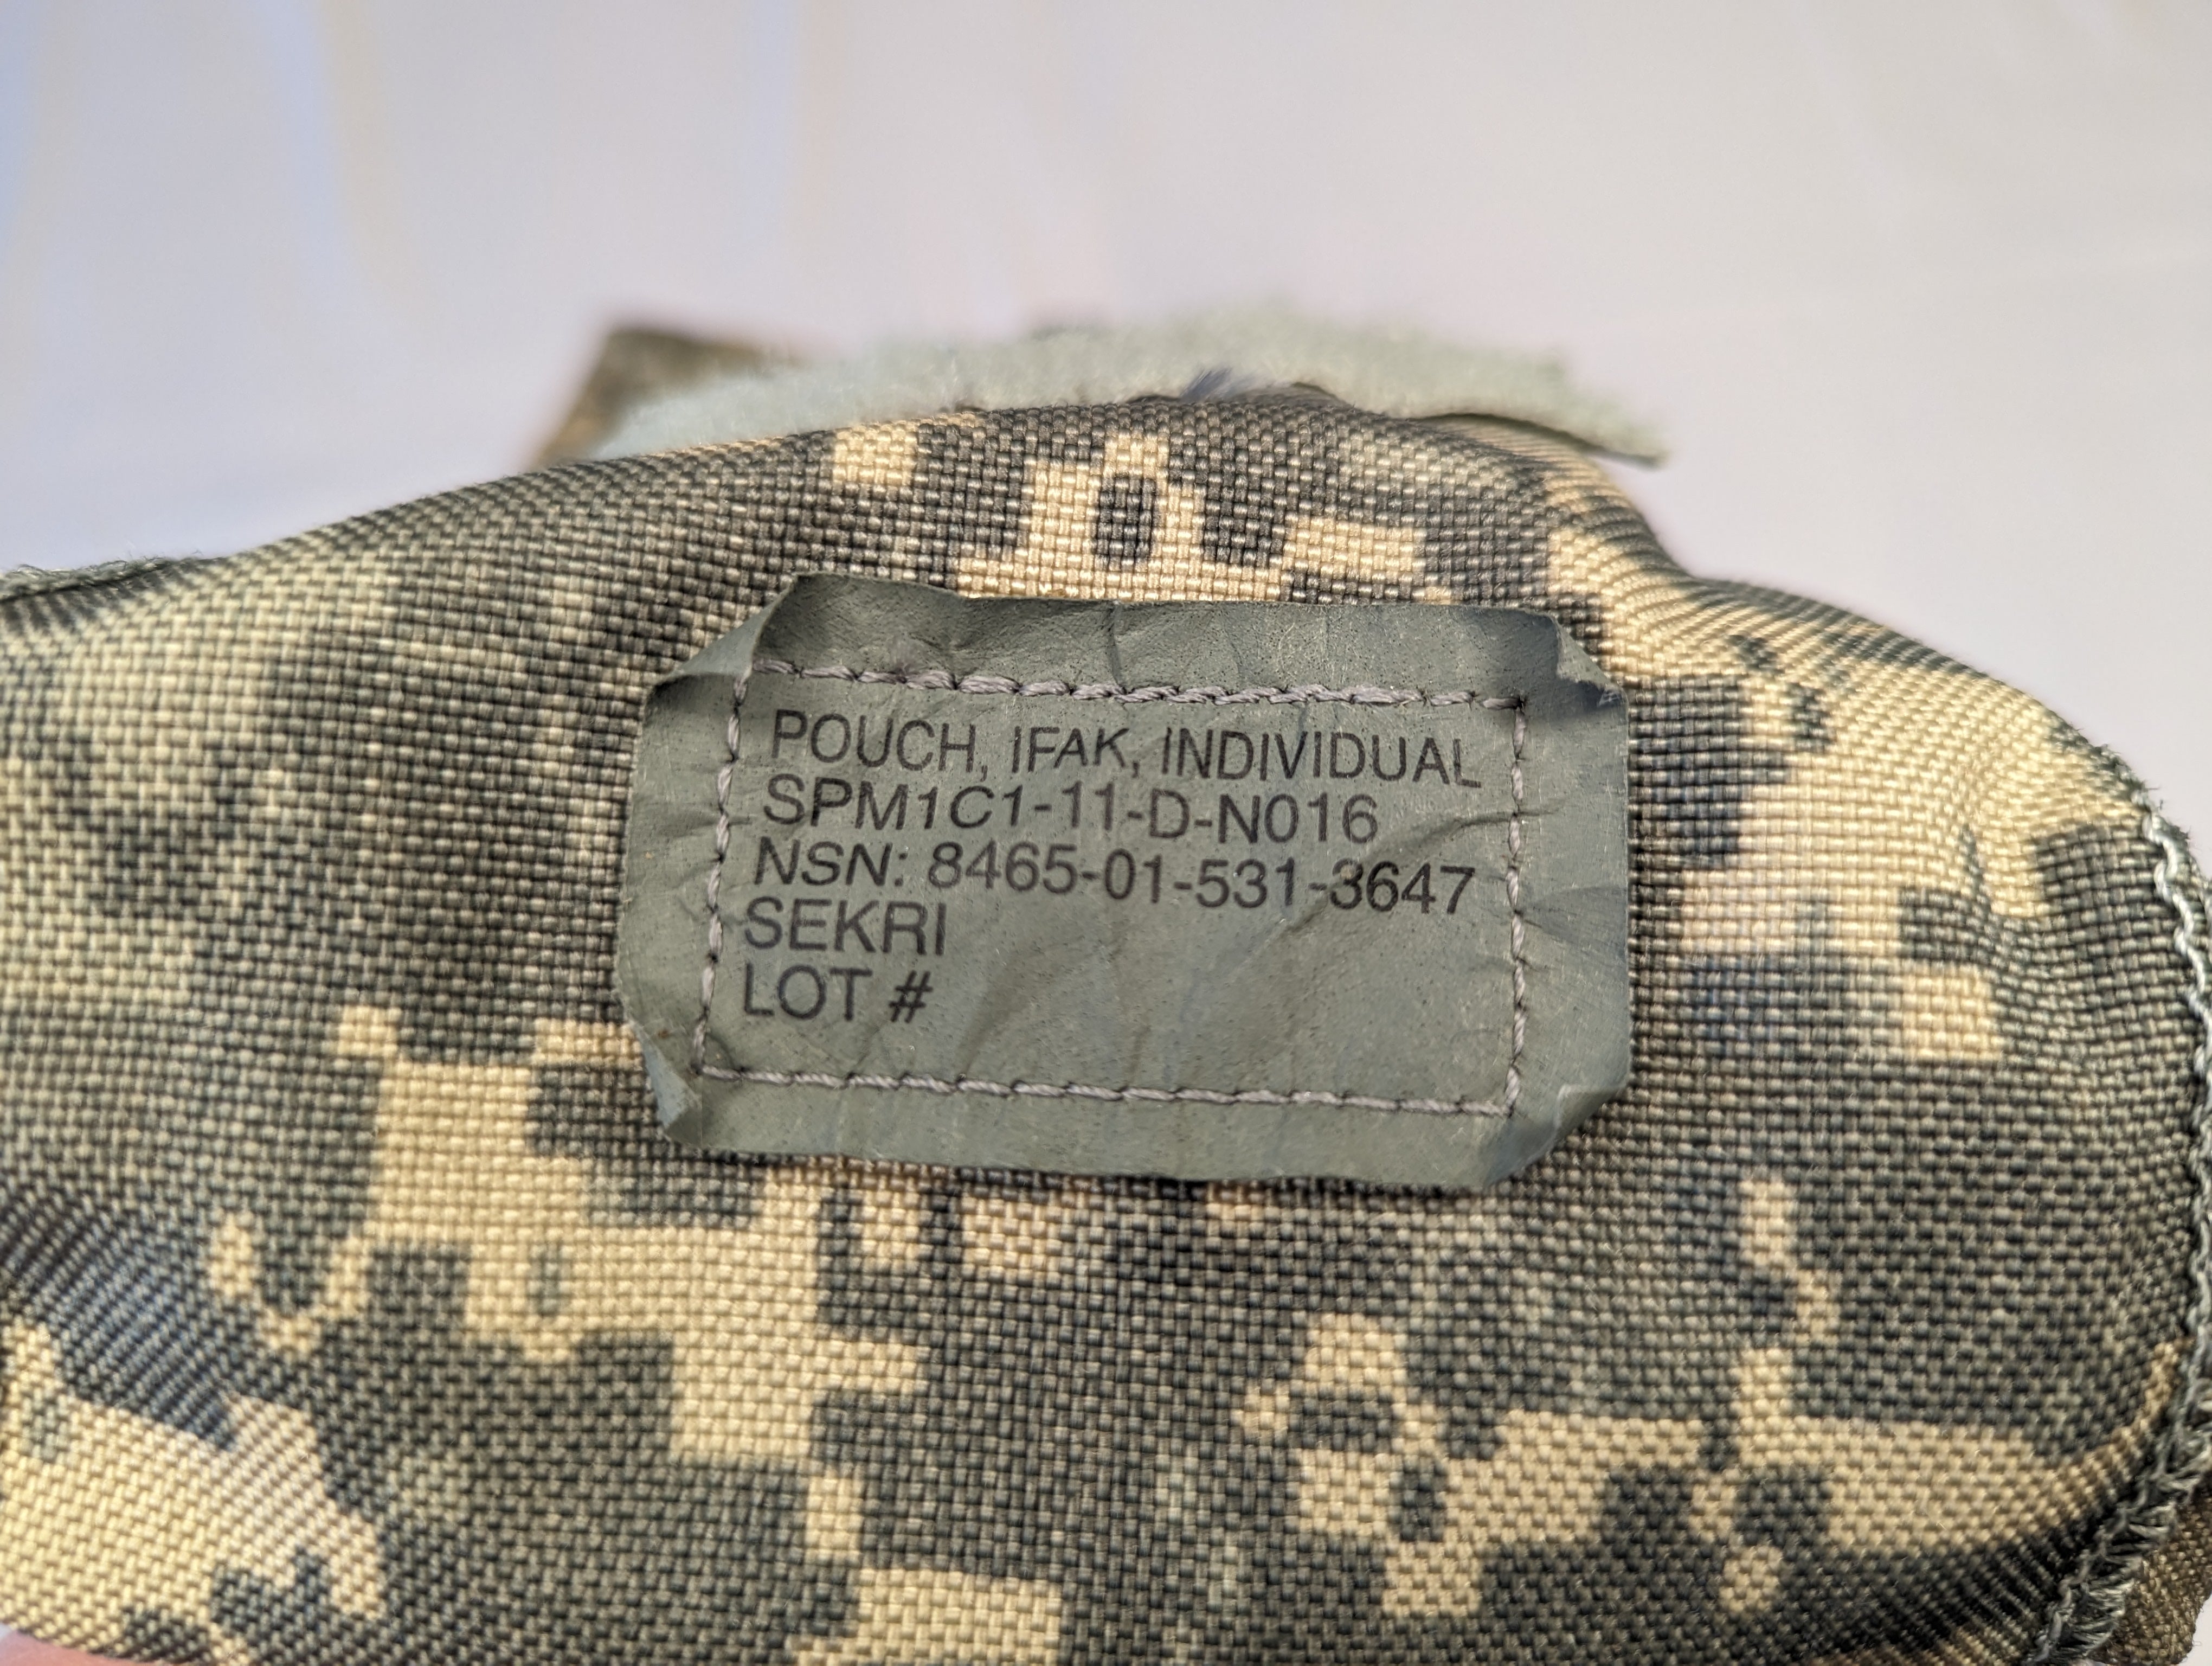 POUCH, IFAK, INDIVIDUAL
SPM1C1-11-D-N016
NSN: 8465-01-531-3647
SEKRI
LOT #